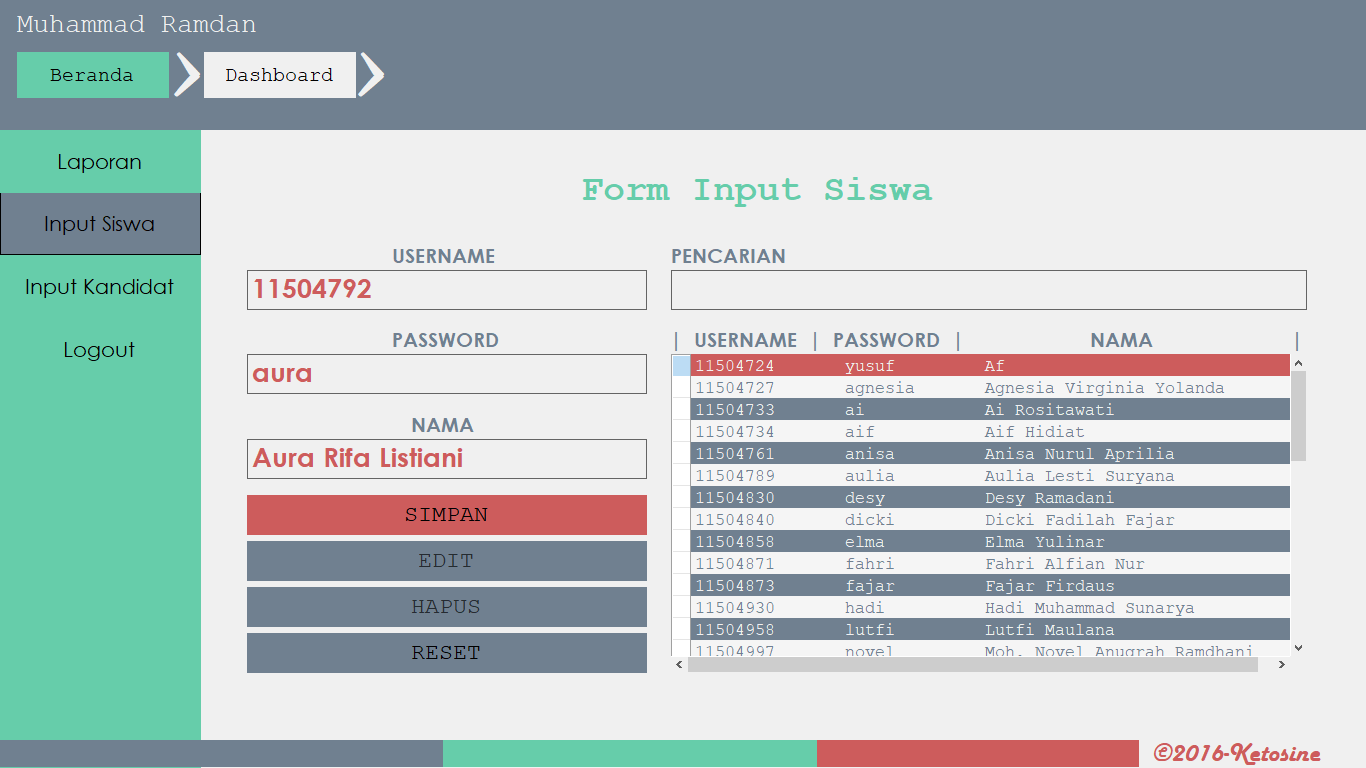 Muhammad Ramdan
Beranda Dashboard
Laporan
Input Siswa
Input Kandidat
Logout
Form Input Siswa
USERNAME
11504792
PASSWORD
aura
NAMA
Aura Rifa Listiani
SIMPAN
EDIT
HAPUS
RESET
PENCARIAN
| USERNAME | PASSWORD | NAMA |
11504724 yusuf Af
11504727 agnesia Agnesia Virginia Yolanda
11504733 ai Ai Rositawati
11504734 aif Aif Hidiat
11504761 anisa Anisa Nurul Aprilia
11504789 aulia Aulia Lesti Suryana
11504830 desy Desy Ramadani
11504840 dicki Dicki Fadilah Fajar
11504858 elma Elma Yulinar
11504871 fahri Fahri Alfian Nur
11504873 fajar Fajar Firdaus
11504930 hadi Hadi Muhammad Sunarya
11504958 lutfi Lutfi Maulana
11504997 novel Moh. Novel Anugrah Ramdhani
©2016-Ketosine